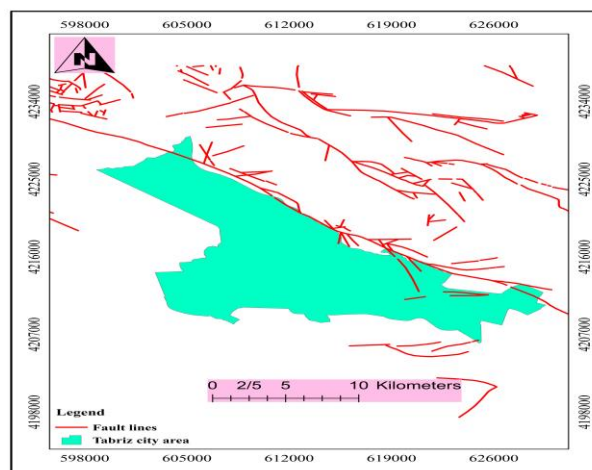 598000 605000 612000 619000 626000
N
4234000 4234000
4225000 4225000
4216000 4216000
4207000 4207000
4198000 4198000
0 2/5 5 10 Kilometers
Legend
Fault lines
Tabriz city area
598000 605000 612000 619000 626000